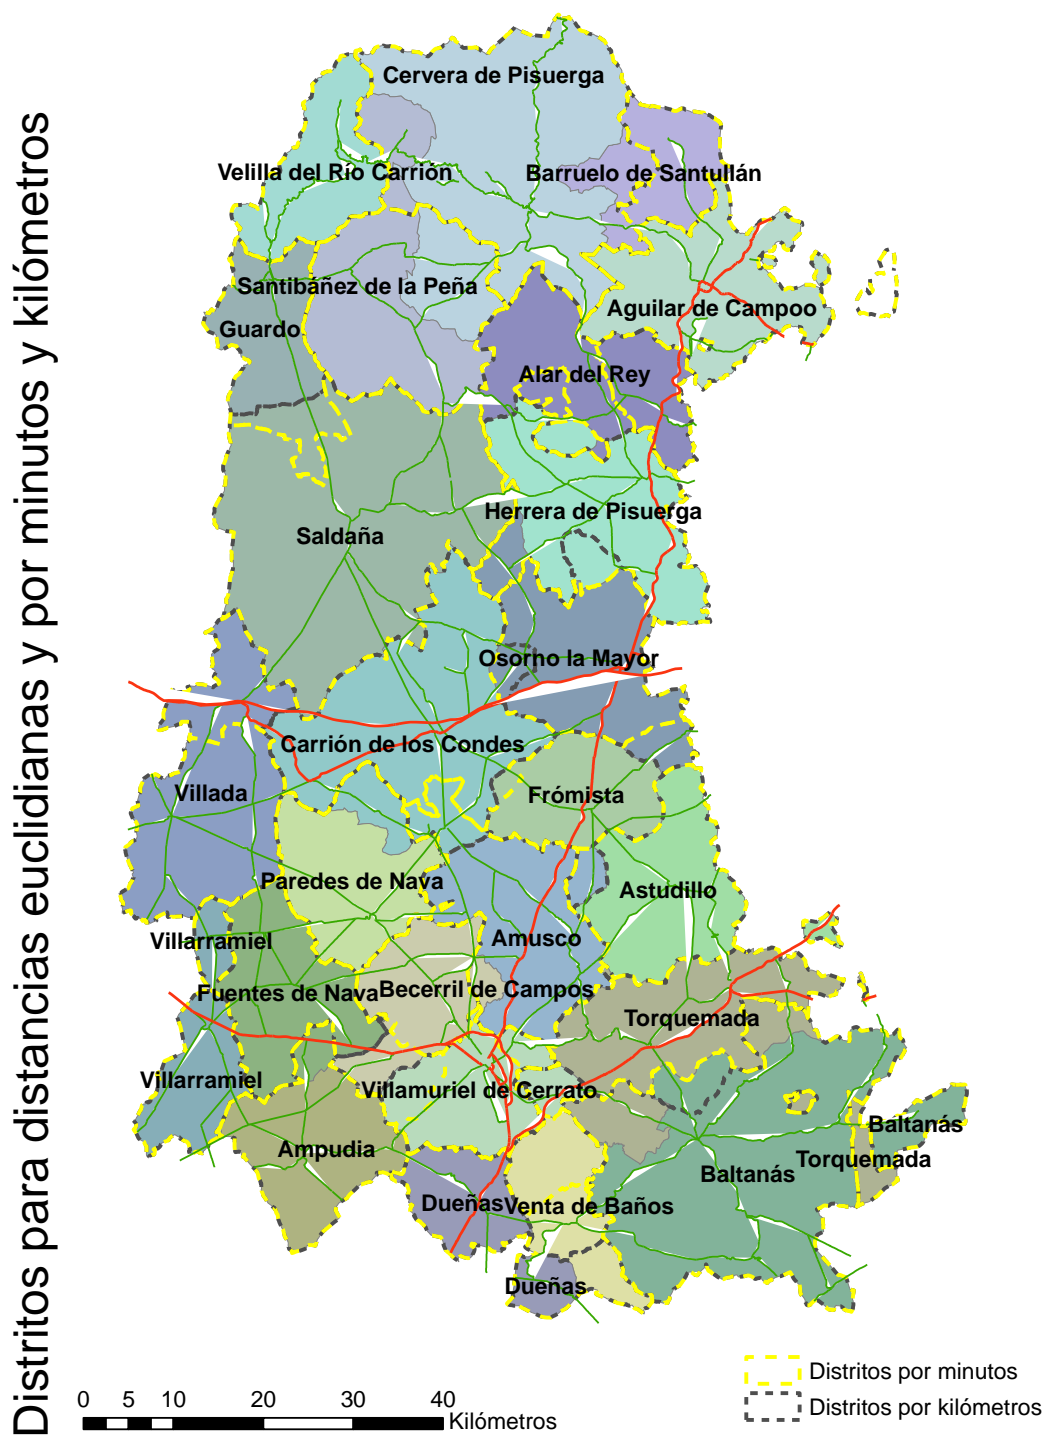 Distritos para distancias euclidianas y por minutos y kilómetros
Cervera de Pisuerga
Velilla del Río Carrión
Barruelo de Santullán
Santibáñez de la Peña
Aguilar de Campoo
Guardo
Alar del Rey
Herrera de Pisuerga
Saldaña
Osorno la Mayor
Carrión de los Condes
Villada
Frómista
Paredes de Nava
Astudillo
Villarramiel
Amusco
Fuentes de Nava
Becerril de Campos
Torquemada
Villarramiel
Villamuriel de Cerrato
Baltanás
Ampudia
Torquemada
Baltanás
Dueñas
Venta de Baños
Dueñas
Distritos por minutos
Distritos por kilómetros
0 5 10 20 30 40
Kilómetros